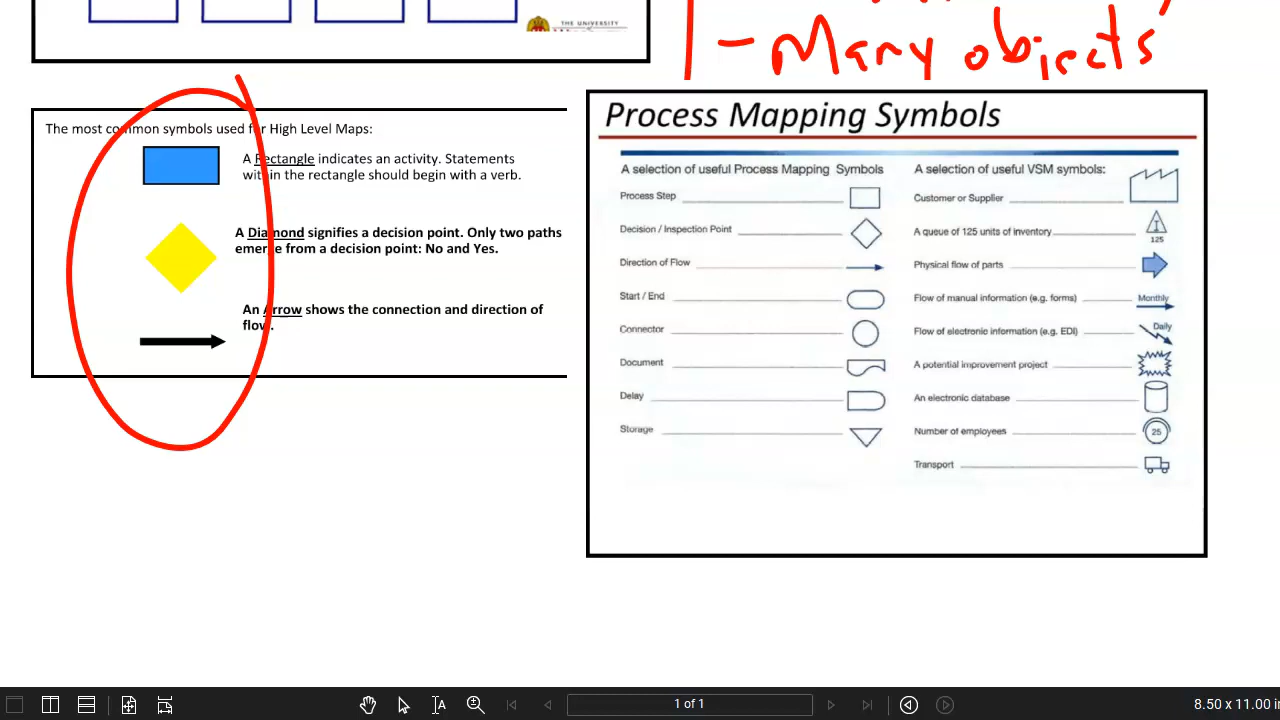 THE UNIVERSITY
- Many objects
The most common symbols used for High Level Maps:
A Rectangle indicates an activity. Statements
within the rectangle should begin with a verb.
A Diamond signifies a decision point. Only two paths
emerge from a decision point: No and Yes.
An Arrow shows the connection and direction of
flow.
Process Mapping Symbols
A selection of useful Process Mapping Symbols
Process Step
Decision / Inspection Point
Direction of Flow
Start / End
Connector
Document
Delay
Storage
A selection of useful VSM symbols:
Customer or Supplier
A queue of 125 units of inventory
I
125
Physical flow of parts
Flow of manual information (e.g. forms)
Monthly
Flow of electronic information (e.g. EDI)
Daily
A potential improvement project
An electronic database
Number of employees
25
Transport
1 of 1
8.50 x 11.00 in